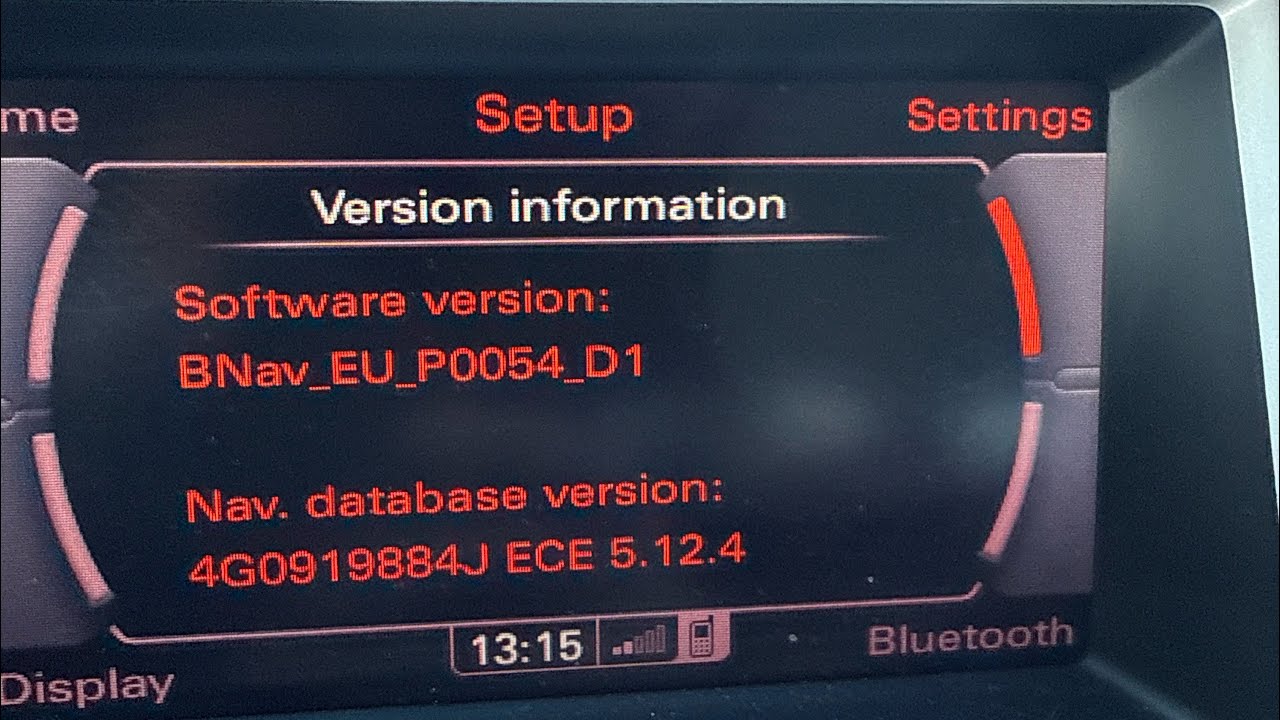 me Setup Settings
Version information
Software version:
BNav_EU_P0054_D1
Nav. database version:
4G0919884J ECE 5.12.4
13:15
Bluetooth
Display